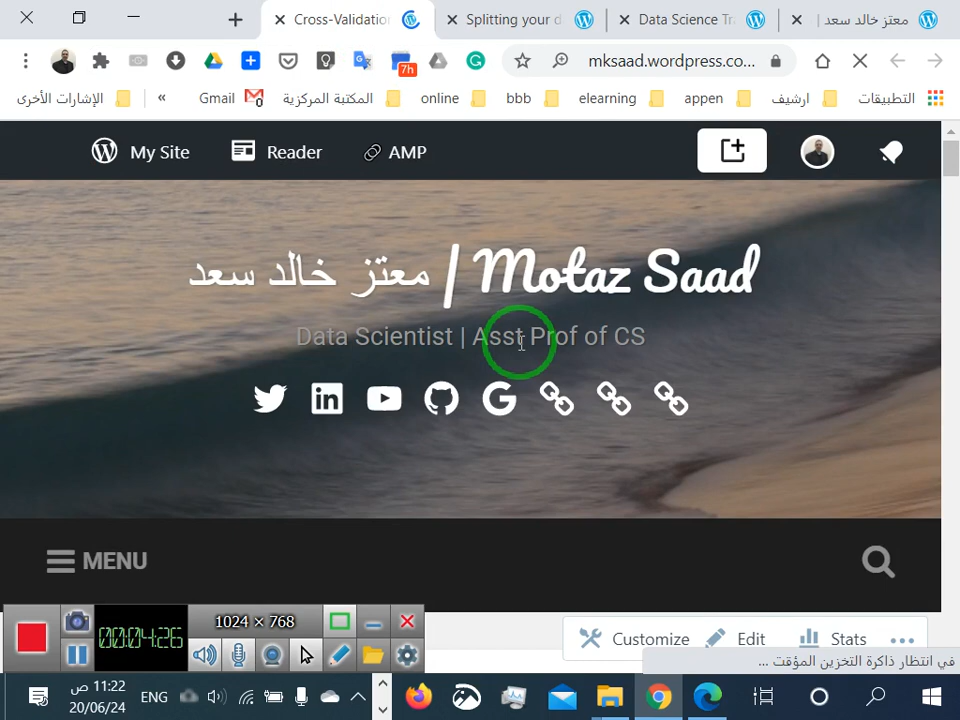 معتز خالد سعد |
Data Science Tra
Splitting your d
Cross-Validation
mksaad.wordpress.co...
7h
التطبيقات
ارشيف
appen
elearning
bbb
online
المكتبة المركزية
Gmail
»
الإشارات الأخرى
My Site
Reader
AMP
معتز خالد سعد | Motaz Saad
Data Scientist | Asst Prof of CS
MENU
00:04:26
1024 × 768
Customize
Edit
Stats
في انتظار ذاكرة التخزين المؤقت ...
11:22 ص
20/06/24
ENG